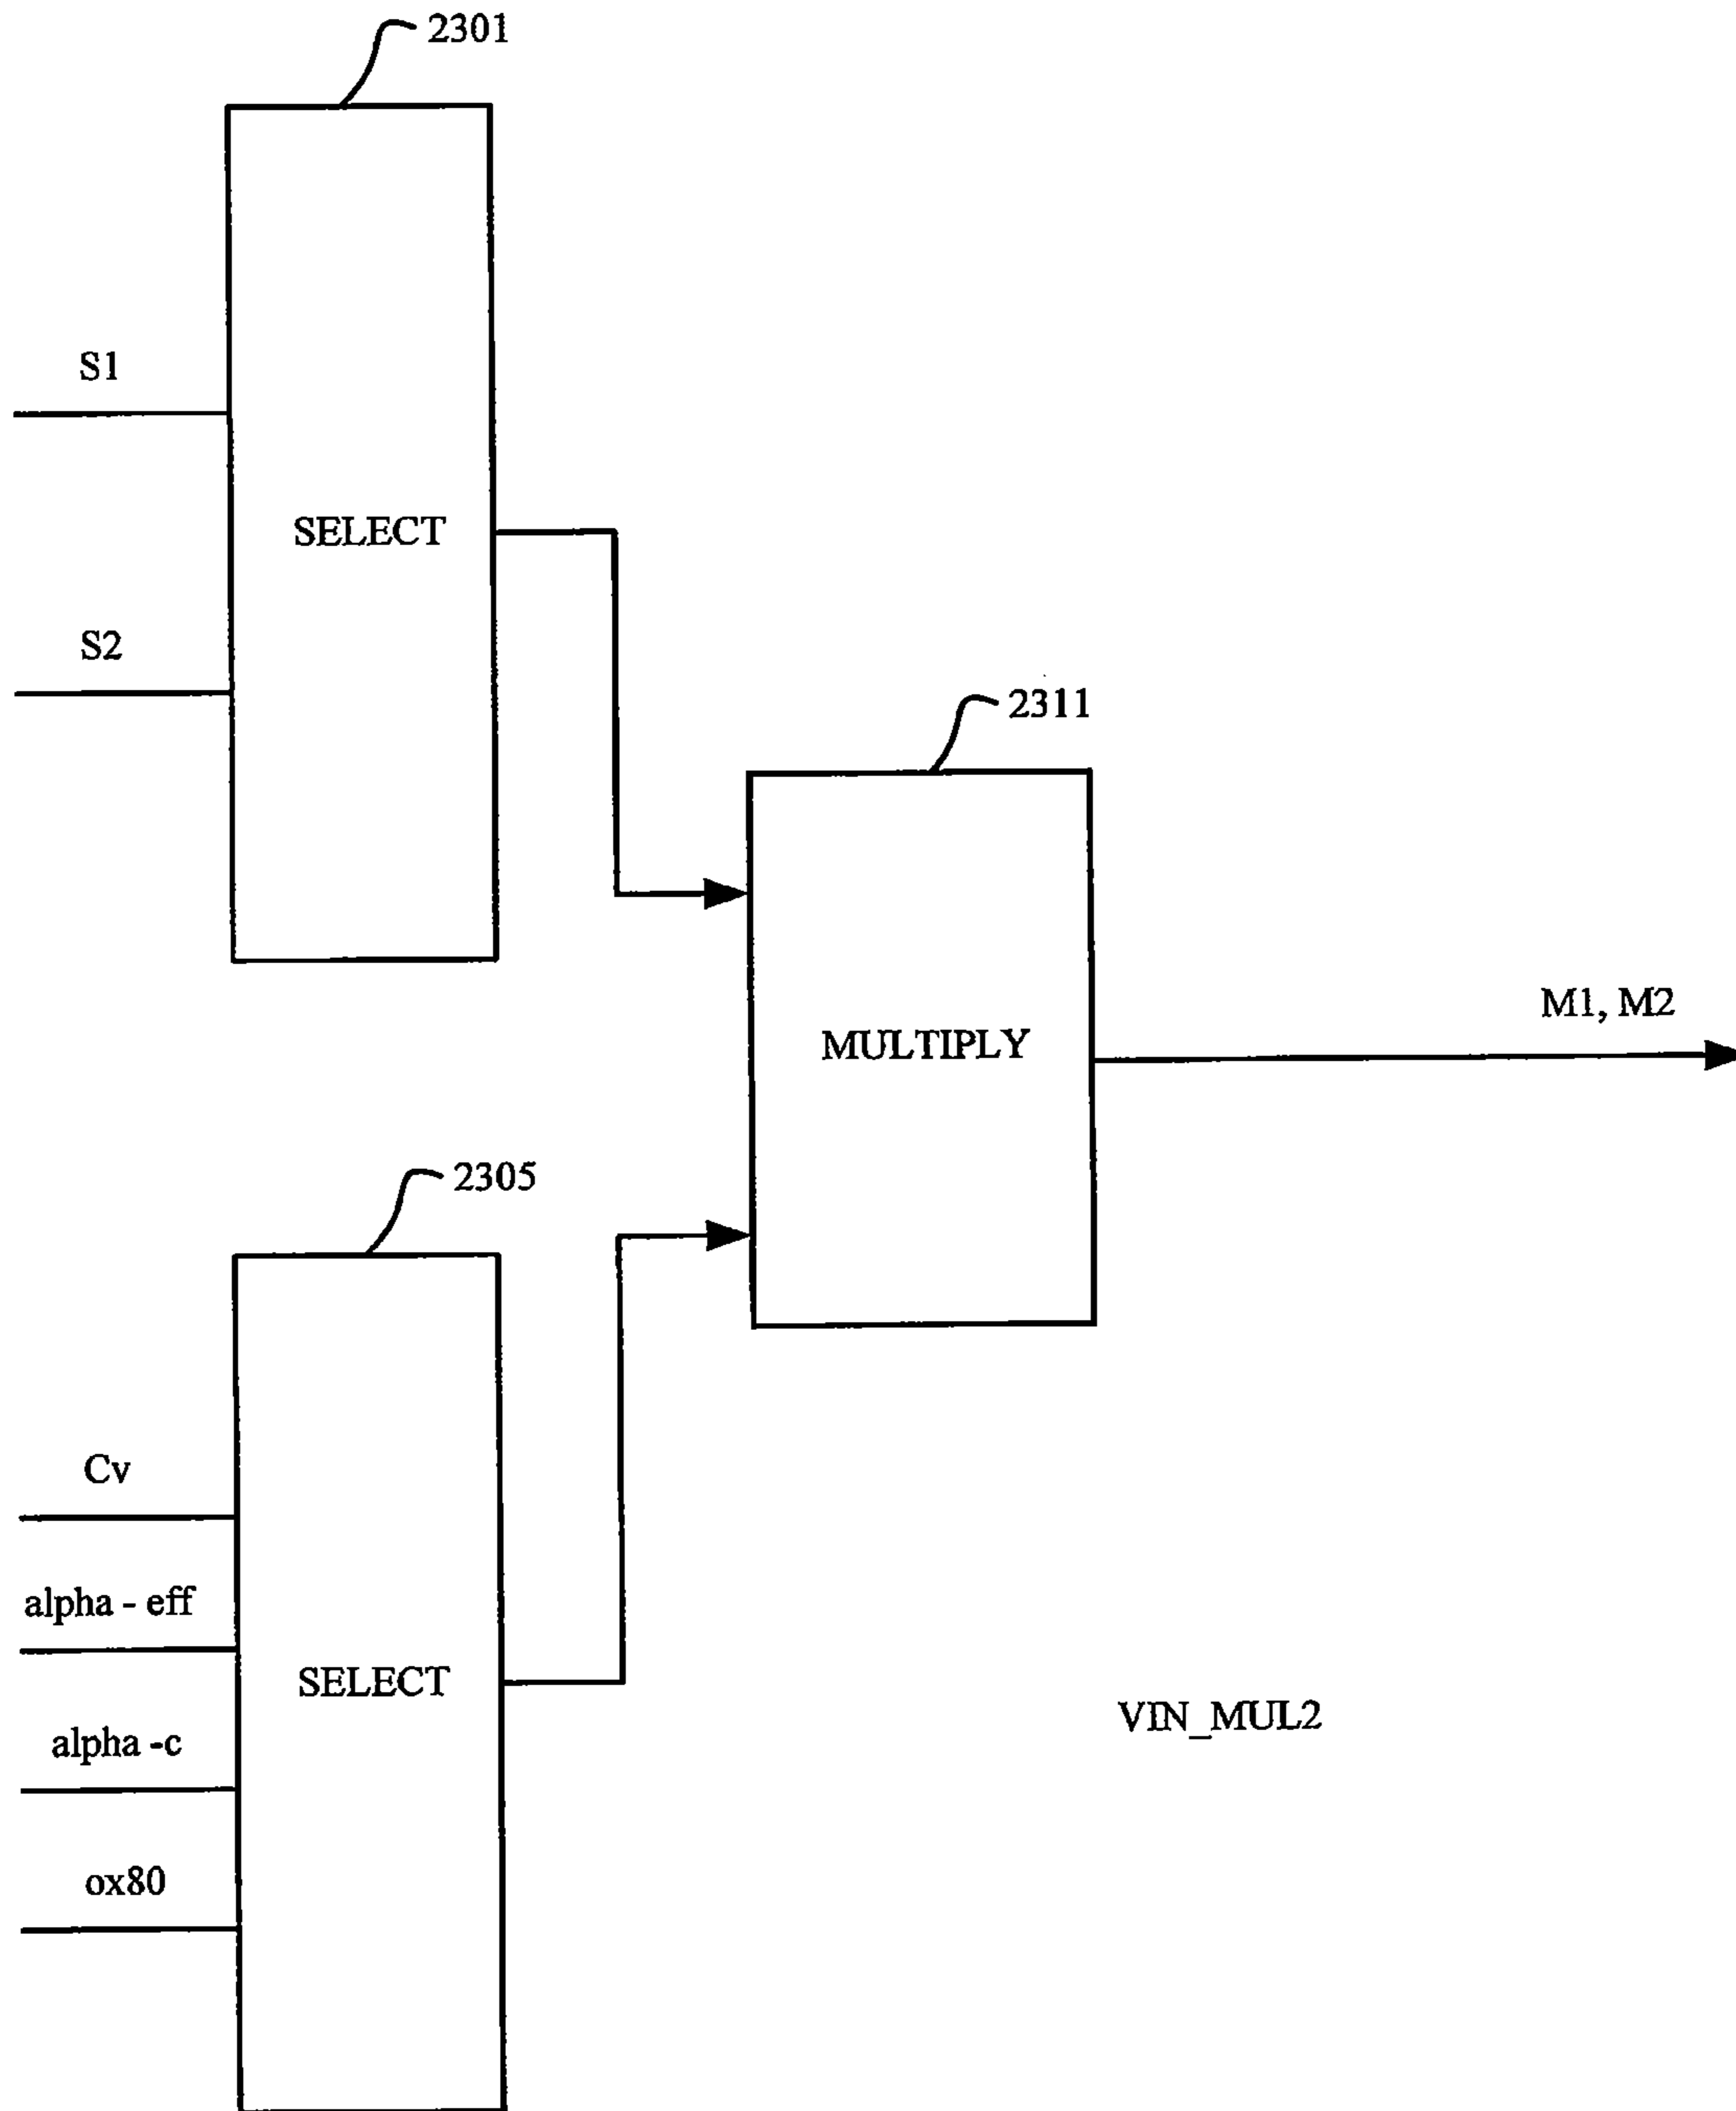 2301
S1
SELECT
S2
2311
MULTIPLY
M1, M2
2305
Cv
alpha - eff
SELECT
alpha -c
VIN_MUL2
ox80